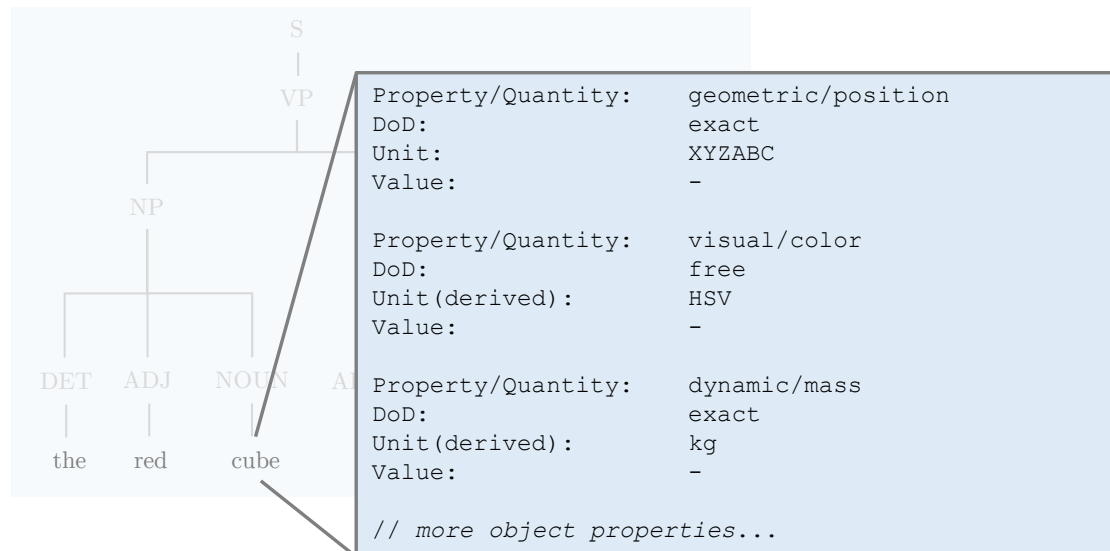 S
VP
NP
DET ADJ NOUN
the red cube
Property/Quantity: geometric/position
DoD: exact
Unit: XYZABC
Value: -
Property/Quantity: visual/color
DoD: free
Unit(derived): HSV
Value: -
Property/Quantity: dynamic/mass
DoD: exact
Unit(derived): kg
Value: -
// more object properties...